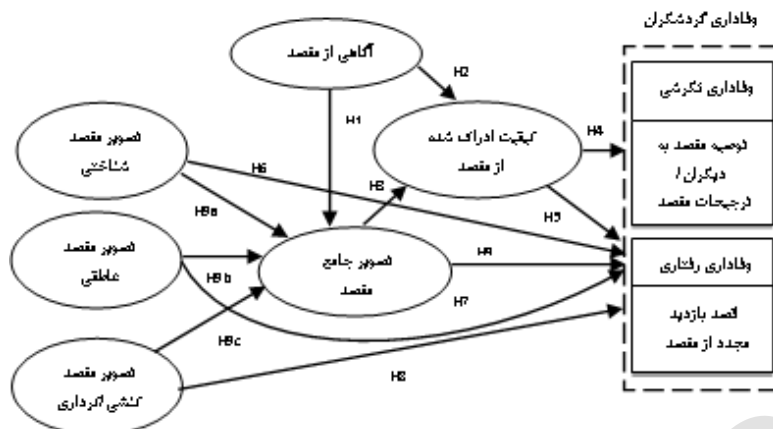 وفاداری گردشگران
آگاهی از مقصد
H2
H1
وفاداری نگرشی
تصویر مقصد
شناختی
کیفیت ادراک شده
از مقصد
H4
توصیه مقصد به
دیگران /
ترجیحات مقصد
H6
H3
H5
H9a
تصویر مقصد
عاطفی
H9b
تصویر جامع
مقصد
H7
وفاداری رفتاری
قصد بازدید
مجدد از مقصد
H9c
تصویر مقصد
کنشی/کرداری
H8